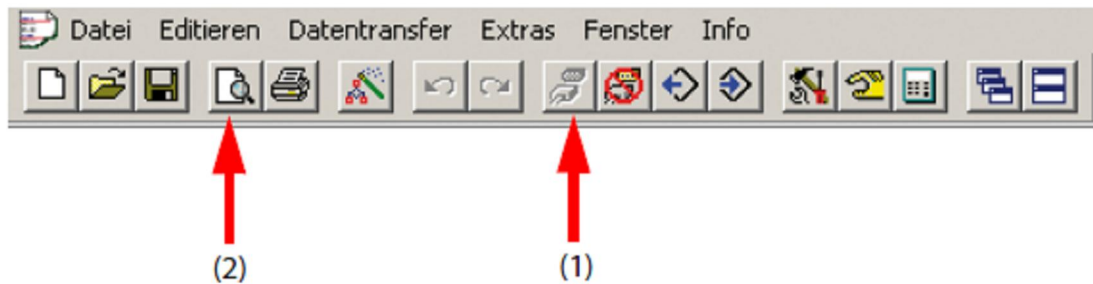 Datei Editieren Datentransfer Extras Fenster Info
(2) (1)